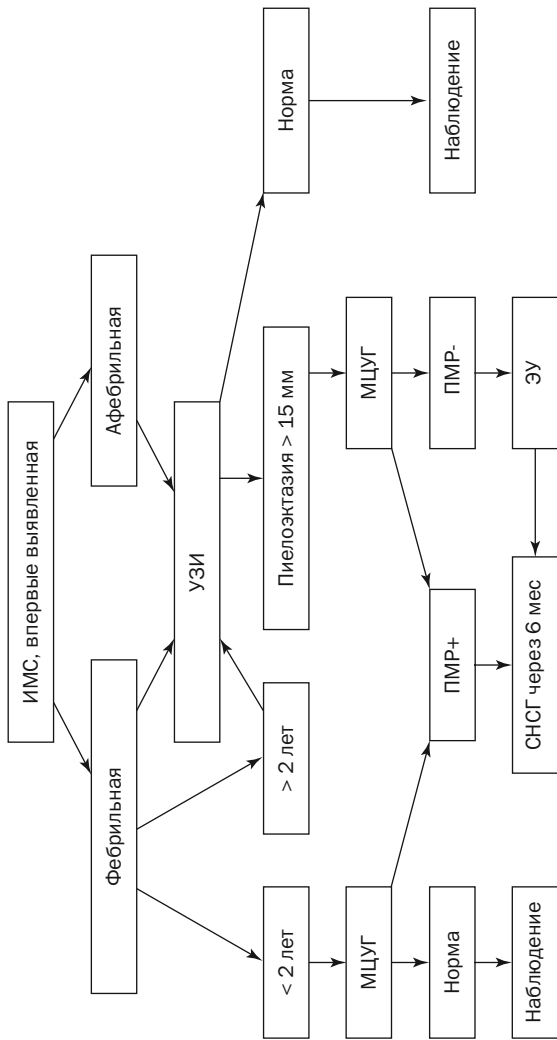 ИМС, впервые выявленная
Фебрильная
Афебрильная
УЗИ
< 2 лет
> 2 лет
Пиелоэктазия > 15 мм
Норма
МЦУГ
МЦУГ
Норма
ПМР+
ПМР-
Наблюдение
Наблюдение
СНСГ через 6 мес
ЭУ